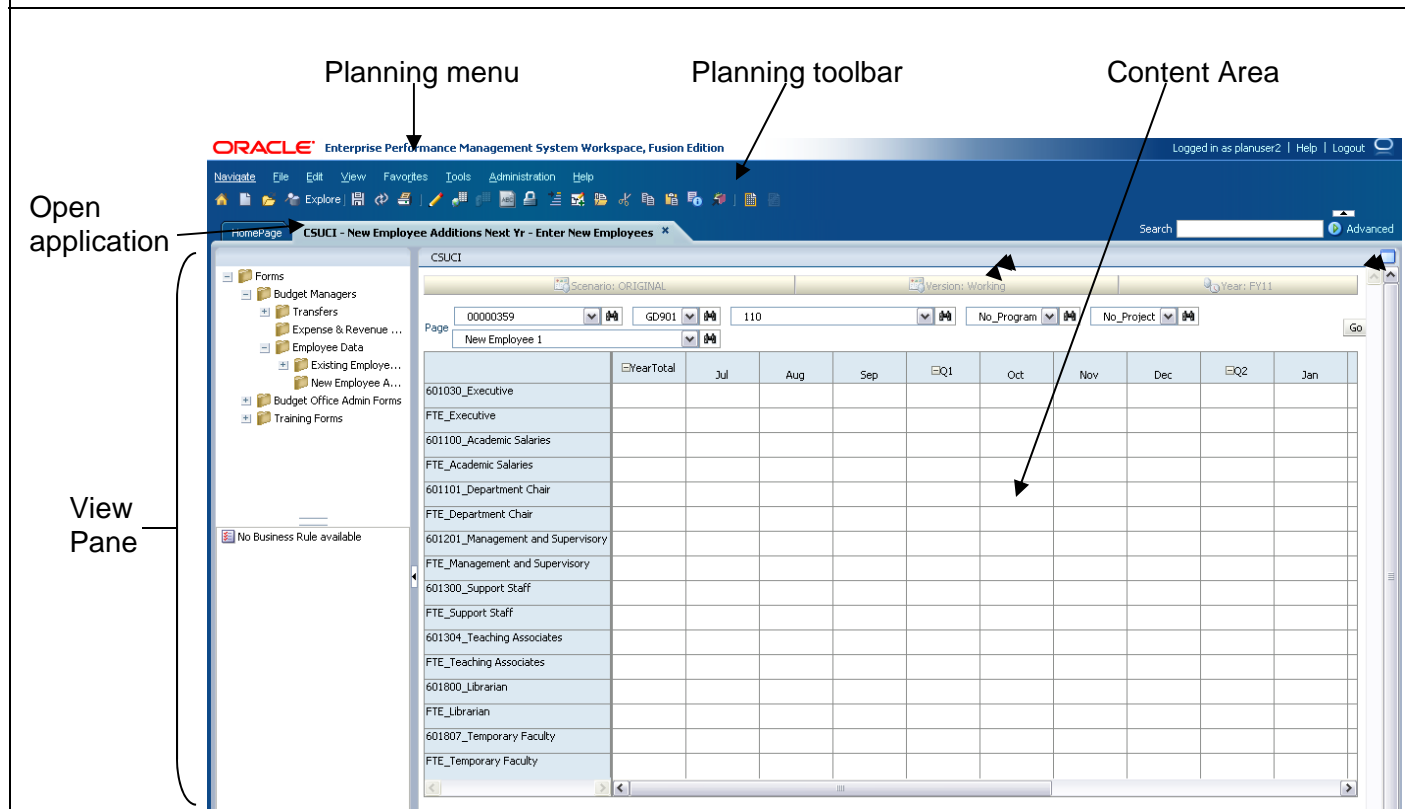 Planning menu Planning toolbar Content Area
ORACLE Enterprise Performance Management System Workspace, Fusion Edition Logged in as planuser2 | Help | Logout
Navigate File Edit View Favorites Tools Administration Help
Explore
Open
application
HomePage CSUCI - New Employee Additions Next Yr - Enter New Employees × Search Advanced
CSUCI
Forms
Budget Managers
Transfers
Expense & Revenue ...
Employee Data
Existing Employe...
New Employee A...
Budget Office Admin Forms
Training Forms
View
Pane
No Business Rule available
Scenario: ORIGINAL Version: Working Year: FY11
Page 00000359 GD901 110 No_Program No_Project Go
New Employee 1
YearTotal Jul Aug Sep Q1 Oct Nov Dec Q2 Jan
601030_Executive
FTE_Executive
601100_Academic Salaries
FTE_Academic Salaries
601101_Department Chair
FTE_Department Chair
601201_Management and Supervisory
FTE_Management and Supervisory
601300_Support Staff
FTE_Support Staff
601304_Teaching Associates
FTE_Teaching Associates
601800_Librarian
FTE_Librarian
601807_Temporary Faculty
FTE_Temporary Faculty